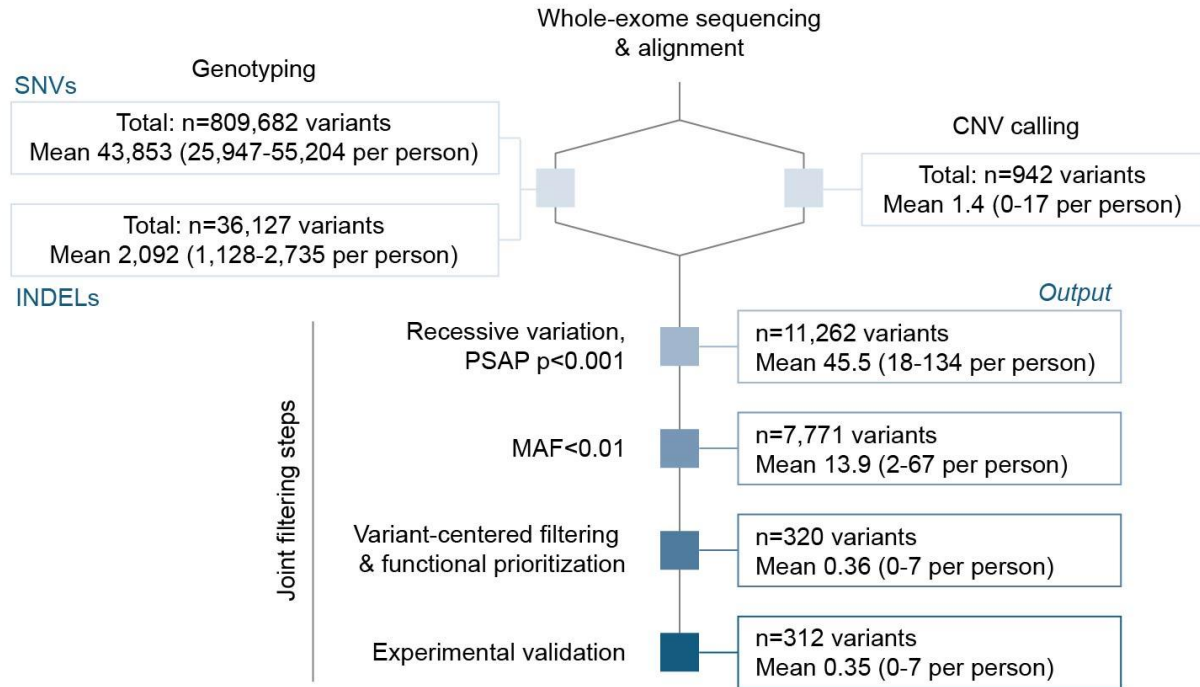 Whole-exome sequencing
& alignment
Genotyping
SNVs
Total: n=809,682 variants
Mean 43,853 (25,947-55,204 per person)
Total: n=36,127 variants
Mean 2,092 (1,128-2,735 per person)
INDELs
CNV calling
Total: n=942 variants
Mean 1.4 (0-17 per person)
Output
Joint filtering steps
Recessive variation,
PSAP p<0.001
n=11,262 variants
Mean 45.5 (18-134 per person)
MAF<0.01
n=7,771 variants
Mean 13.9 (2-67 per person)
Variant-centered filtering
& functional prioritization
n=320 variants
Mean 0.36 (0-7 per person)
Experimental validation
n=312 variants
Mean 0.35 (0-7 per person)